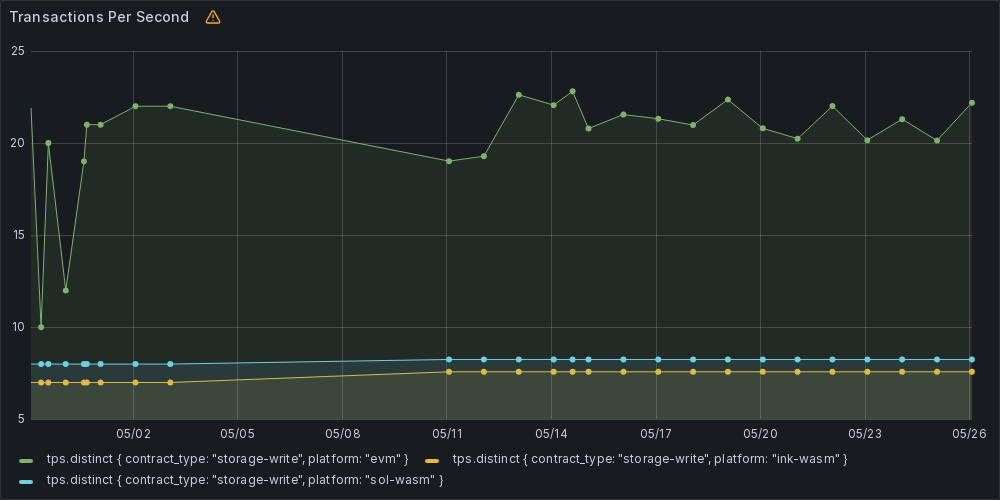 Transactions Per Second
25
20
15
10
5
05/02 05/05 05/08 05/11 05/14 05/17 05/20 05/23 05/26
tps.distinct { contract_type: "storage-write", platform: "evm" } tps.distinct { contract_type: "storage-write", platform: "ink-wasm" }
tps.distinct { contract_type: "storage-write", platform: "sol-wasm" }